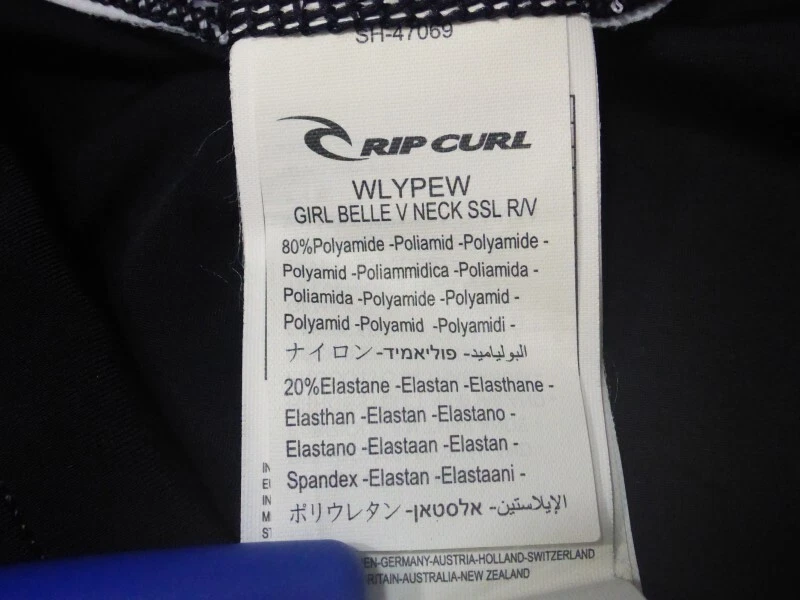 SH-47069
RIP CURL
WLYPEW
GIRL BELLE V NECK SSL R/V
80%Polyamide -Poliamid -Polyamide -
Polyamid -Poliammidica -Poliamida -
Poliamida -Polyamide -Polyamid -
Polyamid -Polyamid -Polyamidi -
ナイロン-פוליאמיד -البولياميد
20%Elastane -Elastan -Elasthane -
Elasthan -Elastan -Elastano -
Elastano -Elastaan -Elastan -
Spandex -Elastan -Elastaani -
ポリウレタン-אלסטאן -الإيلاستين
EN-GERMANY-AUSTRIA-HOLLAND-SWITZERLAND
RITAIN-AUSTRALIA-NEW ZEALAND